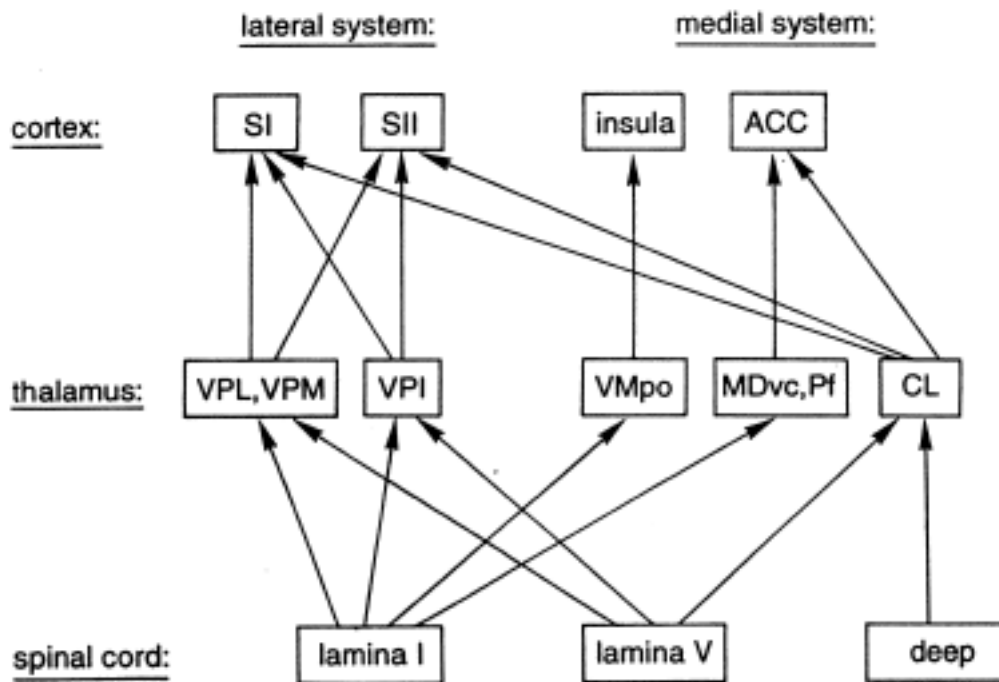 lateral system: medial system:
cortex: SI SII insula ACC
thalamus: VPL,VPM VPI VMpo MDvc,Pf CL
spinal cord: lamina I lamina V deep